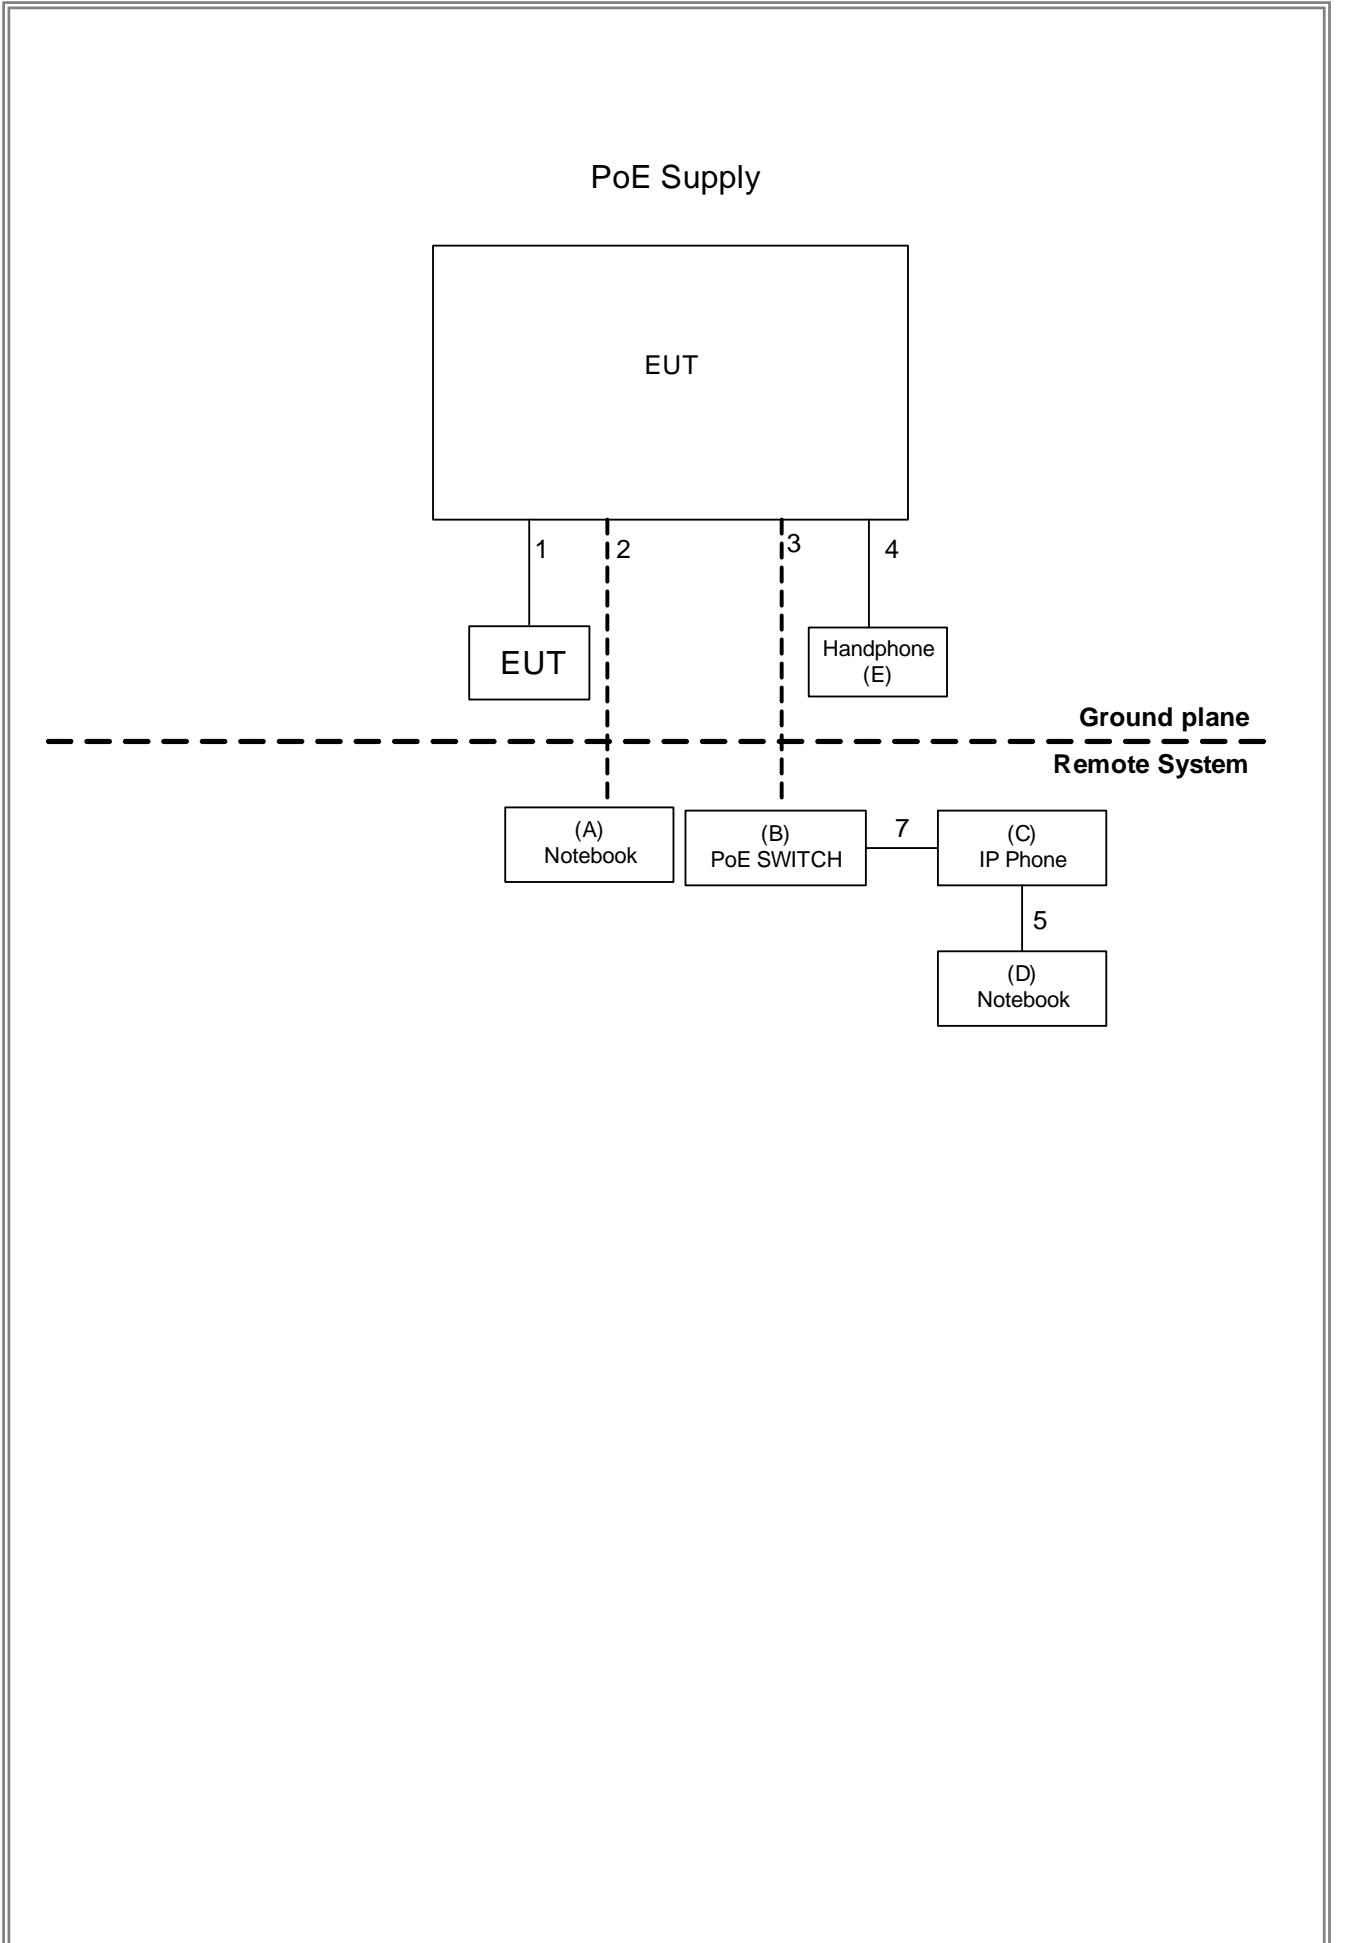 PoE Supply
EUT
1
2
3
4
EUT
Handphone
(E)
Ground plane
Remote System
(A)
Notebook
(B)
PoE SWITCH
7
(C)
IP Phone
5
(D)
Notebook